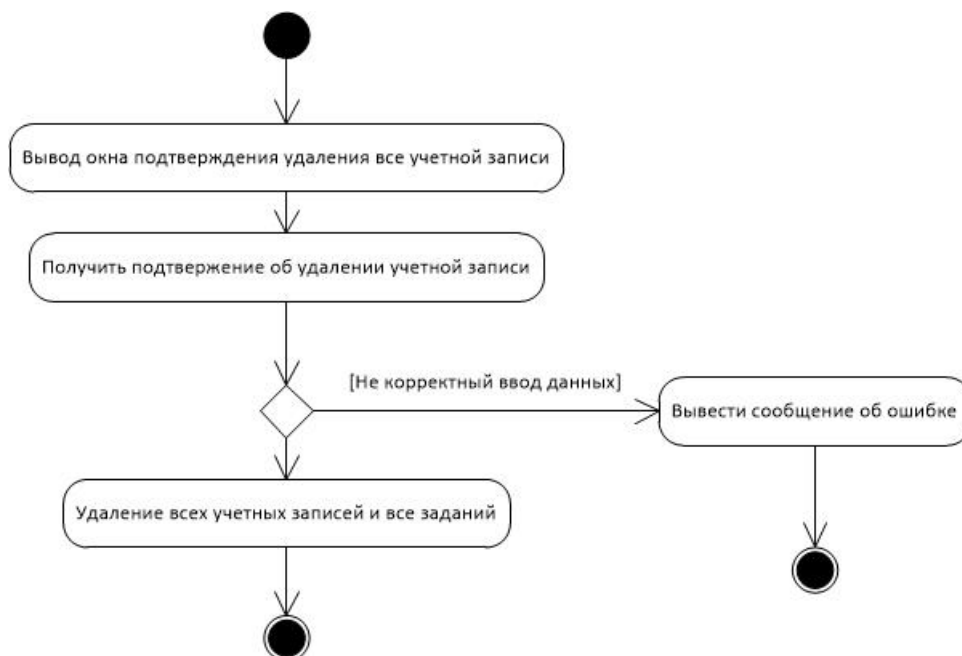 Вывод окна подтверждения удаления все учетной записи
Получить подтвержение об удалении учетной записи
[Не корректный ввод данных]
Вывести сообщение об ошибке
Удаление всех учетных записей и все заданий